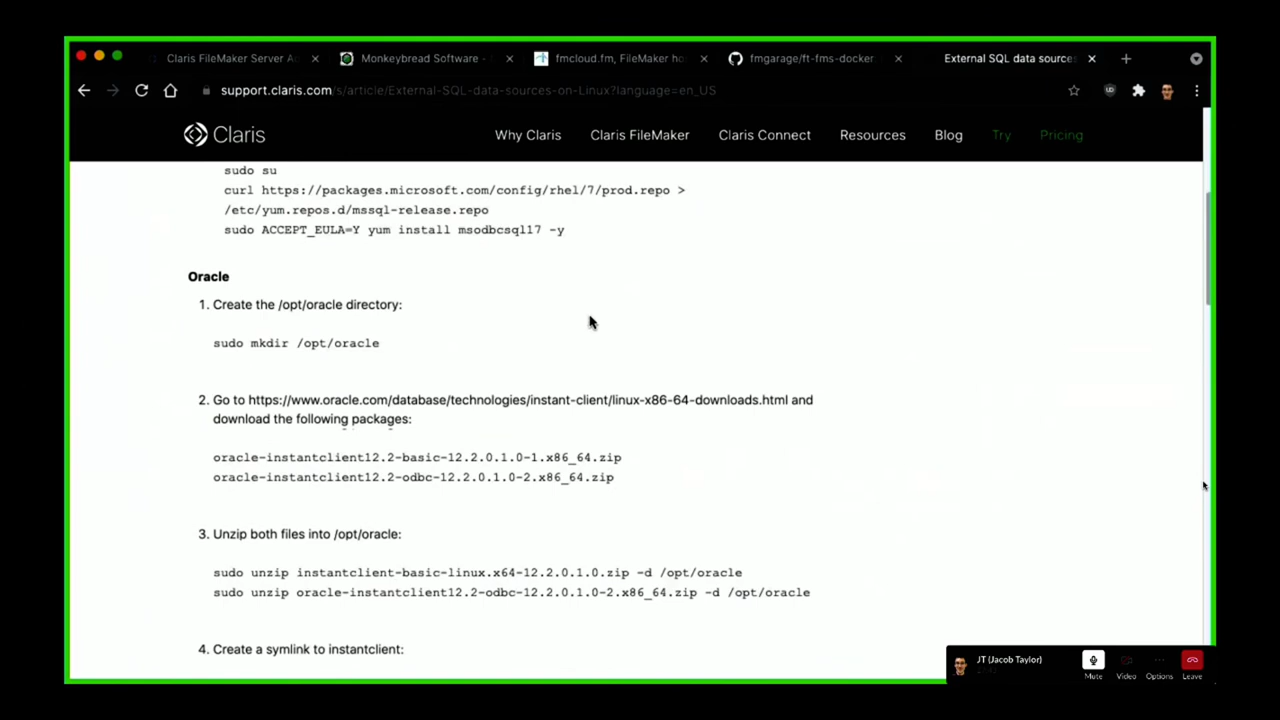 Claris FileMaker Server A
Monkeybread Software -
fmcloud.fm, FileMaker ho
fmgarage/ft-fms-docker
External SQL data sources
support.claris.com/s/article/External-SQL-data-sources-on-Linux?language=en_US
UD
Claris
Why Claris
Claris FileMaker
Claris Connect
Resources
Blog
Try
Pricing
sudo su
curl https://packages.microsoft.com/config/rhel/7/prod.repo >
/etc/yum.repos.d/mssql-release.repo
sudo ACCEPT_EULA=Y yum install msodbcsql17 -y
Oracle
1. Create the /opt/oracle directory:
sudo mkdir /opt/oracle
2. Go to https://www.oracle.com/database/technologies/instant-client/linux-x86-64-downloads.html and
download the following packages:
oracle-instantclient12.2-basic-12.2.0.1.0-1.x86_64.zip
oracle-instantclient12.2-odbc-12.2.0.1.0-2.x86_64.zip
3. Unzip both files into /opt/oracle:
sudo unzip instantclient-basic-linux.x64-12.2.0.1.0.zip -d /opt/oracle
sudo unzip oracle-instantclient12.2-odbc-12.2.0.1.0-2.x86_64.zip -d /opt/oracle
4. Create a symlink to instantclient:
JT (Jacob Taylor)
Mute
Video
Options
Leave